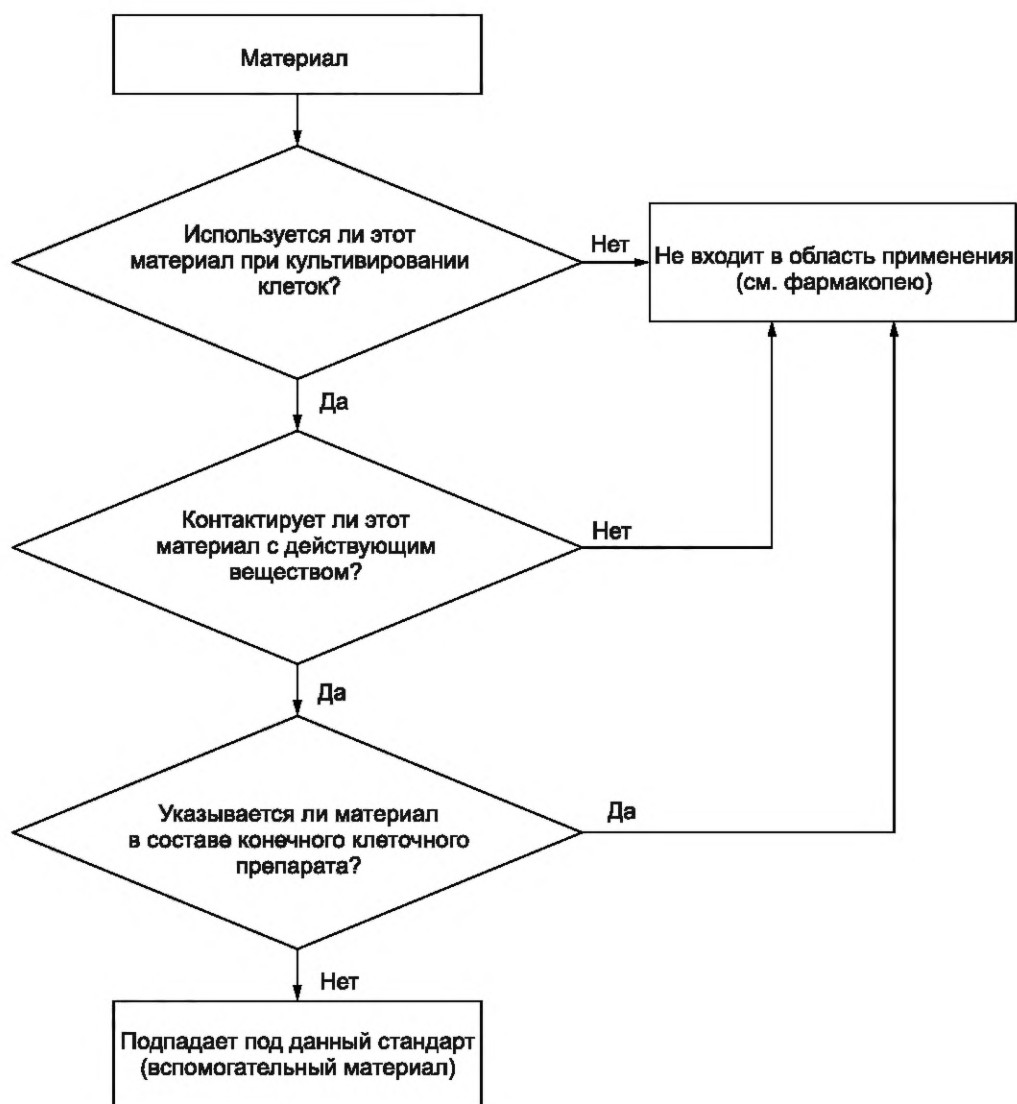 Материал
Используется ли этот
материал при культивировании
клеток?
Нет
Не входит в область применения
(см. фармакопею)
Да
Контактирует ли этот
материал с действующим
веществом?
Нет
Да
Указывается ли материал
в составе конечного клеточного
препарата?
Да
Нет
Подпадает под данный стандарт
(вспомогательный материал)